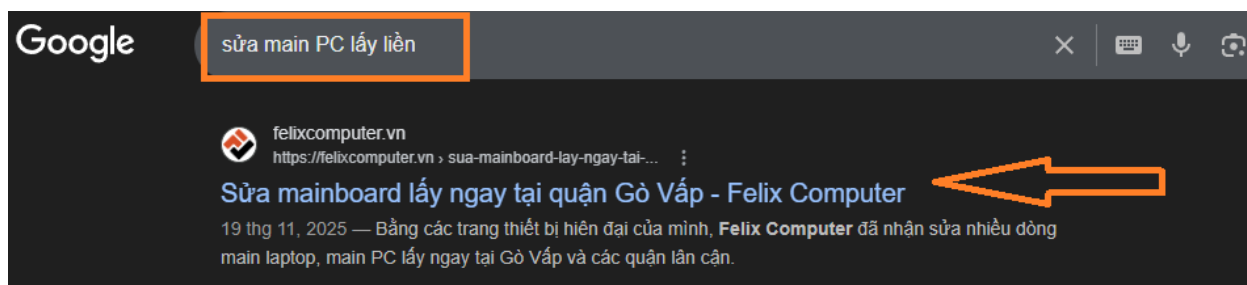 Google
sửa main PC lấy liền
felixcomputer.vn
https://felixcomputer.vn › sua-mainboard-lay-ngay-tai-...
Sửa mainboard lấy ngay tại quận Gò Vấp - Felix Computer
19 thg 11, 2025 — Bằng các trang thiết bị hiện đại của mình, Felix Computer đã nhận sửa nhiều dòng
main laptop, main PC lấy ngay tại Gò Vấp và các quận lân cận.